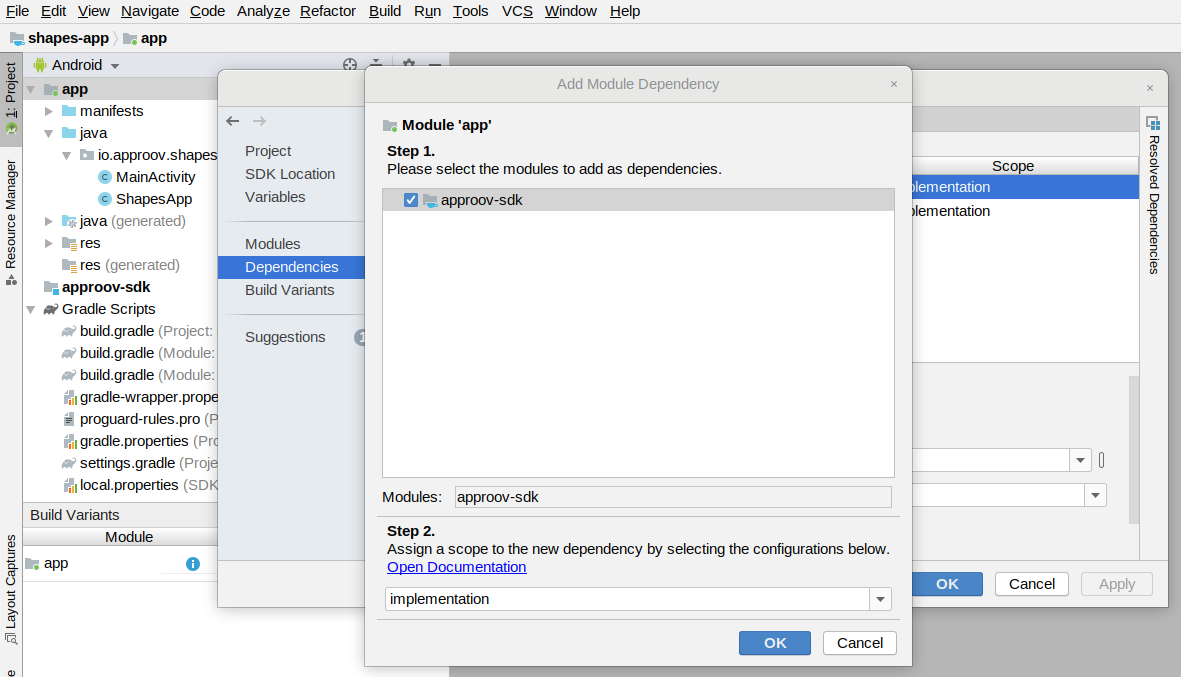 File Edit View Navigate Code Analyze Refactor Build Run Tools VCS Window Help
shapes-app app
1: Project
Resource Manager
Layout Captures
Android
app
manifests
java
io.approov.shapes
MainActivity
ShapesApp
java (generated)
res
res (generated)
approov-sdk
Gradle Scripts
build.gradle (Project:
build.gradle (Module:
build.gradle (Module:
gradle-wrapper.prope
proguard-rules.pro (P
gradle.properties (Pro
settings.gradle (Proje
local.properties (SDK
Build Variants
Module
app
Project
SDK Location
Variables
Modules
Dependencies
Build Variants
Suggestions
Add Module Dependency
Module 'app'
Step 1.
Please select the modules to add as dependencies.
approov-sdk
Modules: approov-sdk
Step 2.
Assign a scope to the new dependency by selecting the configurations below.
Open Documentation
implementation
OK Cancel
Scope
plementation
plementation
Resolved Dependencies
OK Cancel Apply